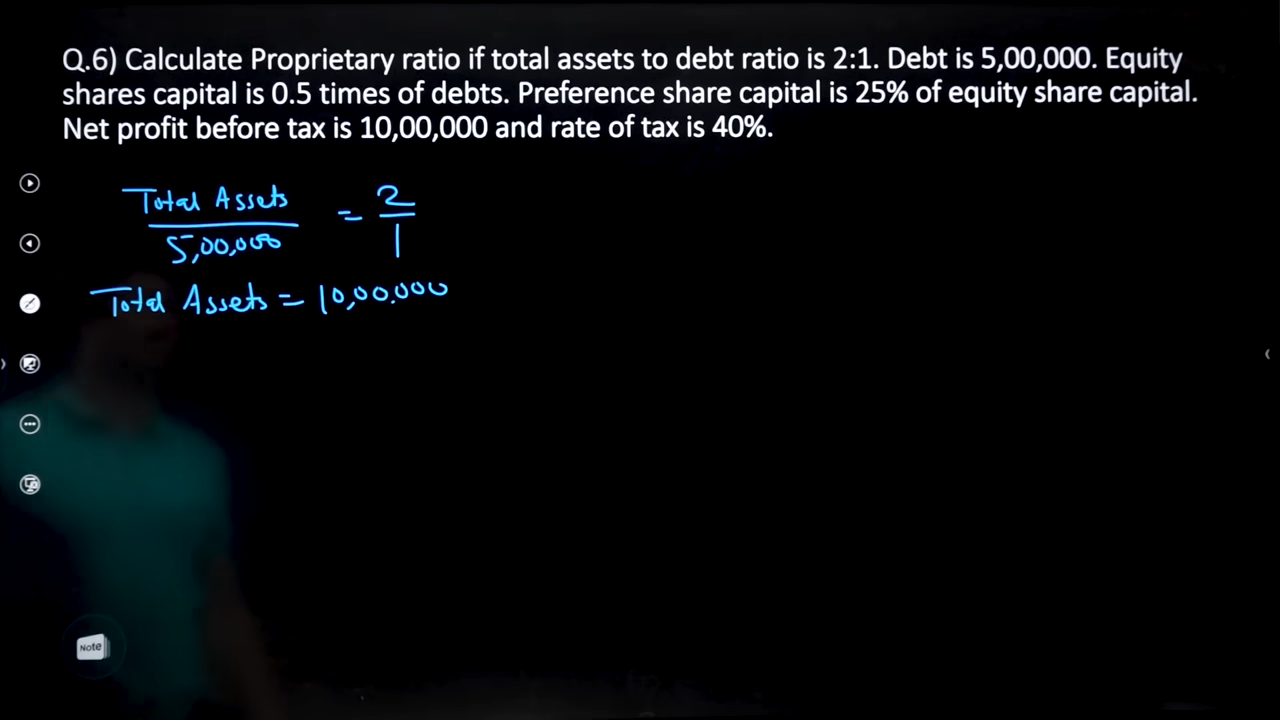 Q.6) Calculate Proprietary ratio if total assets to debt ratio is 2:1. Debt is 5,00,000. Equity
shares capital is 0.5 times of debts. Preference share capital is 25% of equity share capital.
Net profit before tax is 10,00,000 and rate of tax is 40%.
Total Assets / 5,00,000 = 2 / 1
Total Assets = 10,00,000
Note